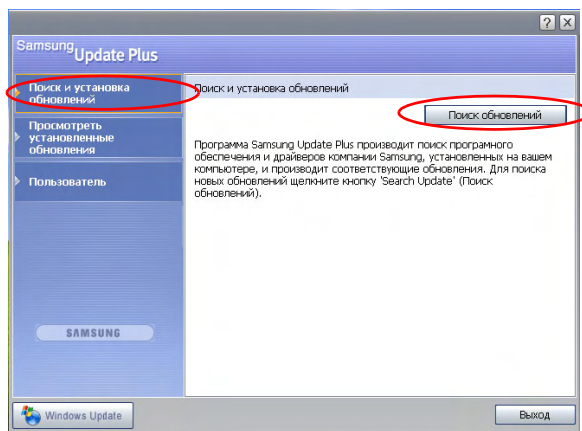 Samsung Update Plus
Поиск и установка
обновлений
Просмотреть
установленные
обновления
Пользователь
SAMSUNG
Windows Update
Поиск и установка обновлений
Поиск обновлений
Программа Samsung Update Plus производит поиск програмного
обеспечения и драйверов компании Samsung, установленных на вашем
компьютере, и производит соответствующие обновления. Для поиска
новых обновлений щелкните кнопку 'Search Update' (Поиск
обновлений).
Выход